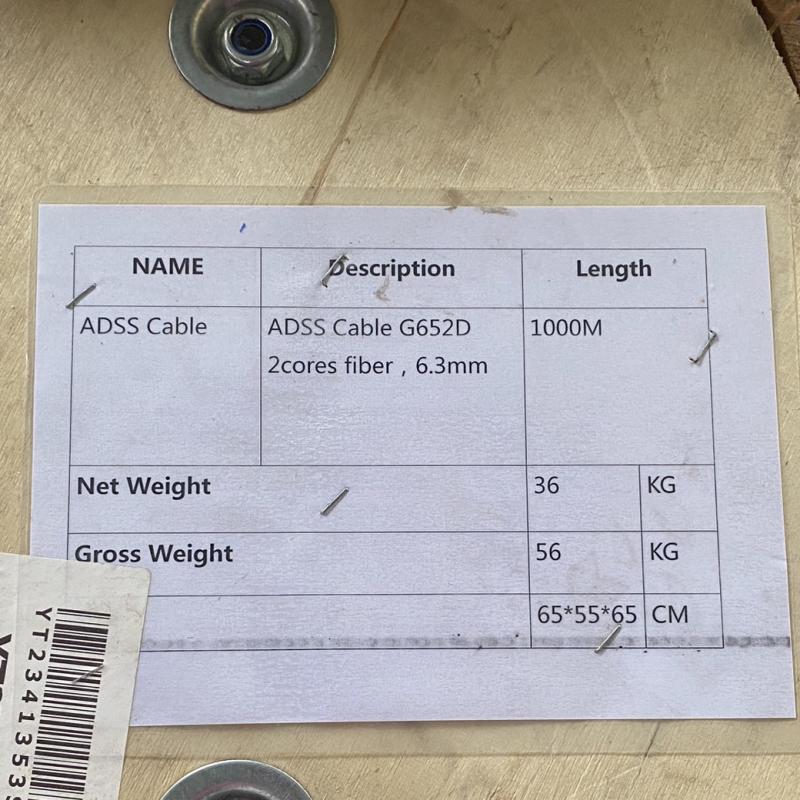 NAME Description Length
ADSS Cable ADSS Cable G652D 1000M
2cores fiber , 6.3mm
Net Weight 36 KG
Gross Weight 56 KG
65*55*65 CM
YT2341353